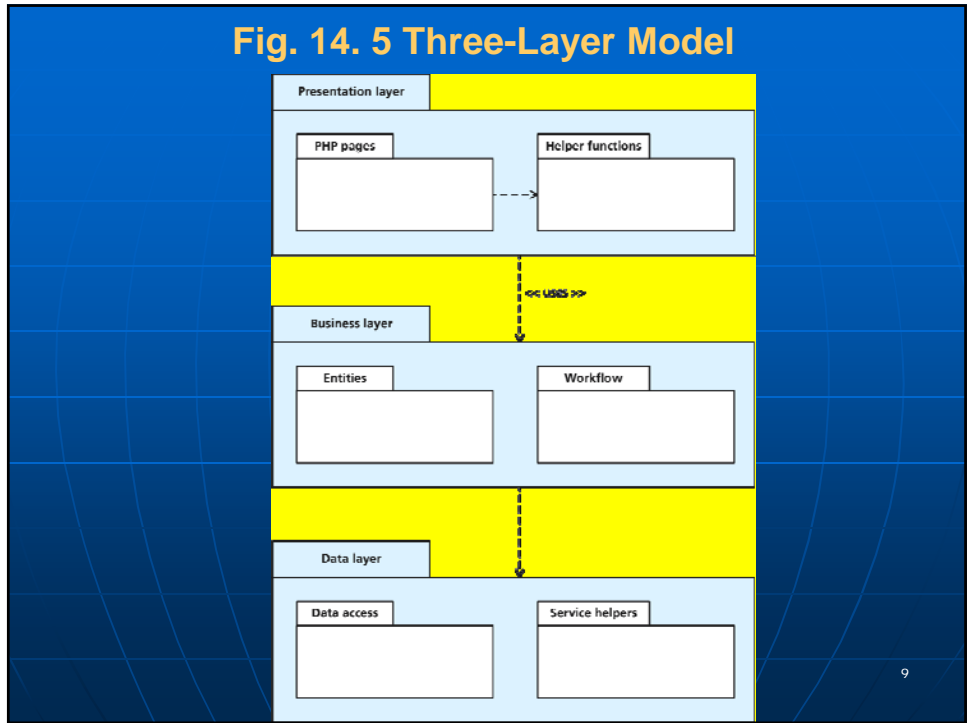 Fig. 14. 5 Three-Layer Model
Presentation layer
PHP pages
Helper functions
<< USES >>
Business layer
Entities
Workflow
Data layer
Data access
Service helpers
9